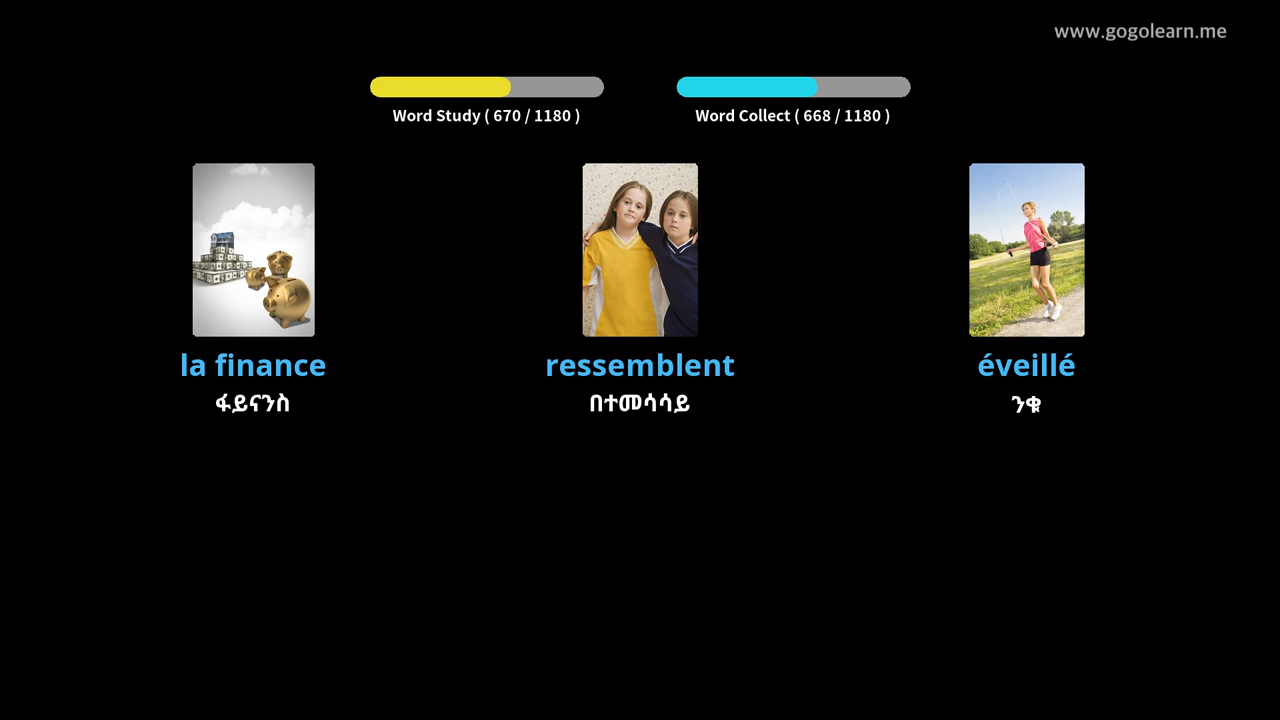 www.gogolearn.me
Word Study ( 670 / 1180 )
Word Collect ( 668 / 1180 )
la finance
ፋይናንስ
ressemblent
በተመሳሳይ
éveillé
ንቁ